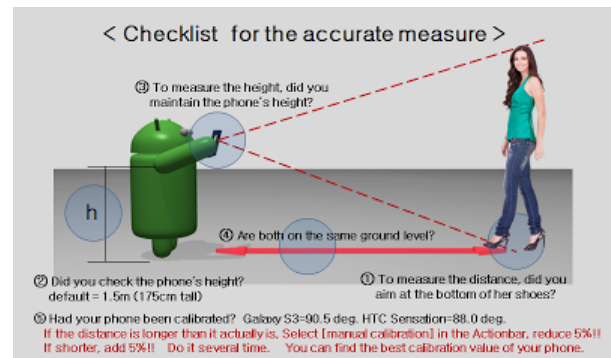 < Checklist for the accurate measure >
③ To measure the height, did you
maintain the phone's height?
h
④ Are both on the same ground level?
② Did you check the phone's height?
default = 1.5m (175cm tall)
① To measure the distance, did you
aim at the bottom of her shoes?
⑤ Had your phone been calibrated? Galaxy S3=90.5 deg. HTC Sensation=88.0 deg.
If the distance is longer than it actually is, Select [manual calibration] in the Actionbar, reduce 5%!!
If shorter, add 5%!! Do it several time. You can find the best calibration value of your phone.